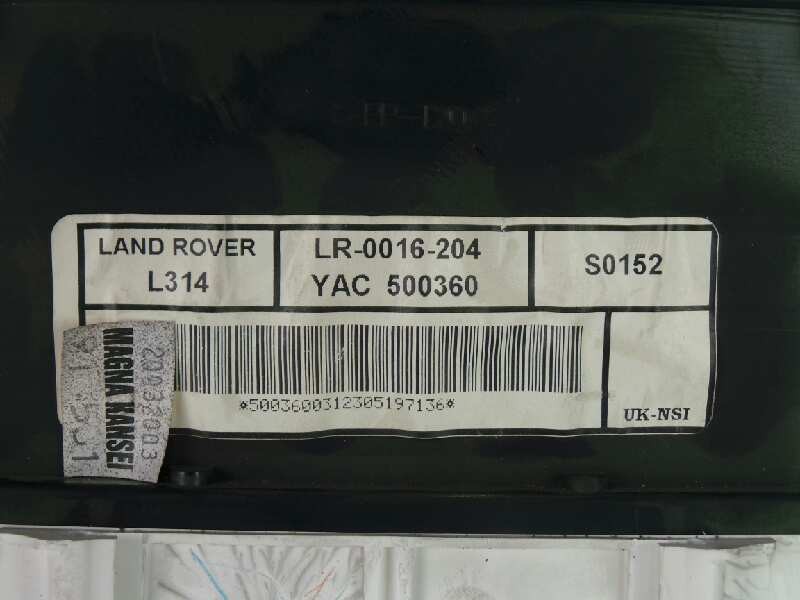 LAND ROVER
L314
LR-0016-204
YAC 500360
S0152
*5003600312305197136*
UK-NSI
MAGNA KANSEI